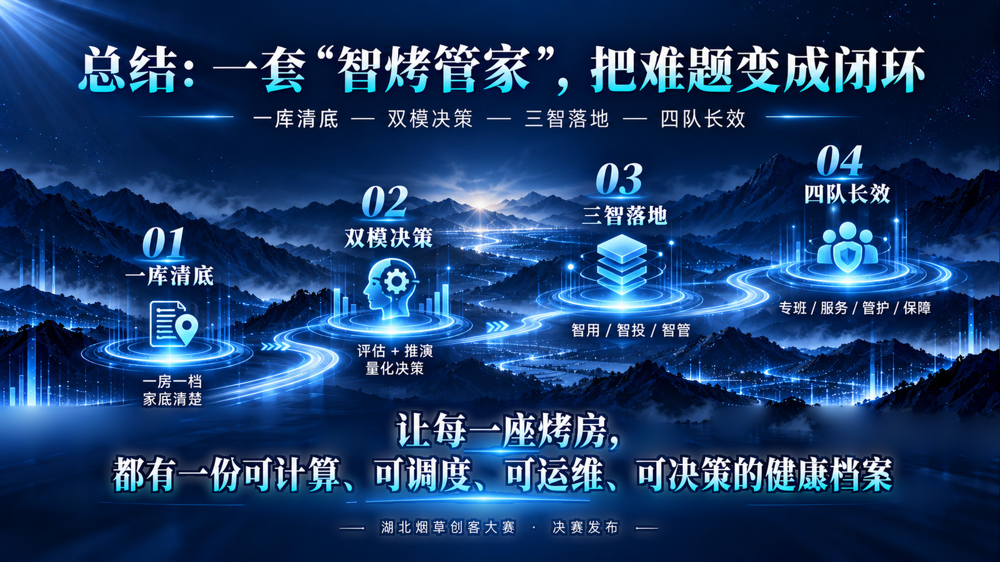 总结：一套“智烤管家”，把难题变成闭环
一库清底 — 双模决策 — 三智落地 — 四队长效
01
一库清底
一房一档
家底清楚
02
双模决策
评估 + 推演
量化决策
03
三智落地
智用 / 智投 / 智管
04
四队长效
专班 / 服务 / 管护 / 保障
让每一座烤房，
都有一份可计算、可调度、可运维、可决策的健康档案
湖北烟草创客大赛 · 决赛发布